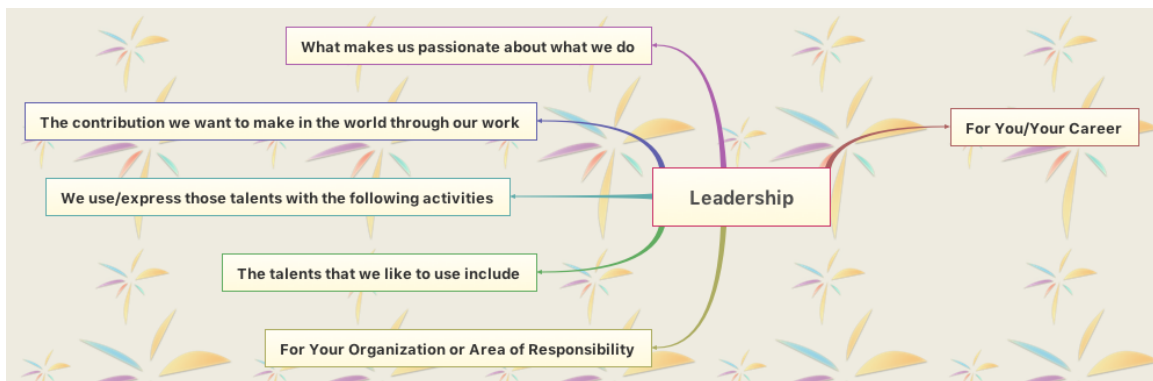 What makes us passionate about what we do
The contribution we want to make in the world through our work
For You/Your Career
We use/express those talents with the following activities
Leadership
The talents that we like to use include
For Your Organization or Area of Responsibility